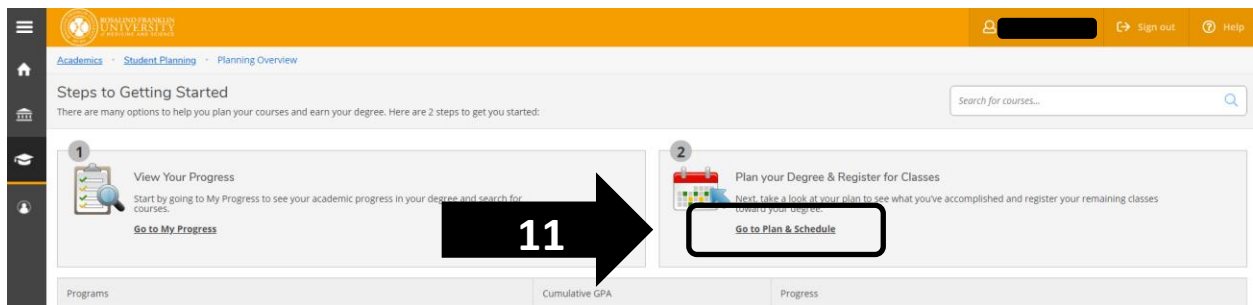 ROSALIND FRANKLIN
UNIVERSITY
OF MEDICINE AND SCIENCE
Sign out
Help
Academics
Student Planning
Planning Overview
Steps to Getting Started
There are many options to help you plan your courses and earn your degree. Here are 2 steps to get you started:
Search for courses...
1
View Your Progress
Start by going to My Progress to see your academic progress in your degree and search for
courses.
Go to My Progress
11
2
Plan your Degree & Register for Classes
Next, take a look at your plan to see what you've accomplished and register your remaining classes
toward your degree.
Go to Plan & Schedule
Programs
Cumulative GPA
Progress